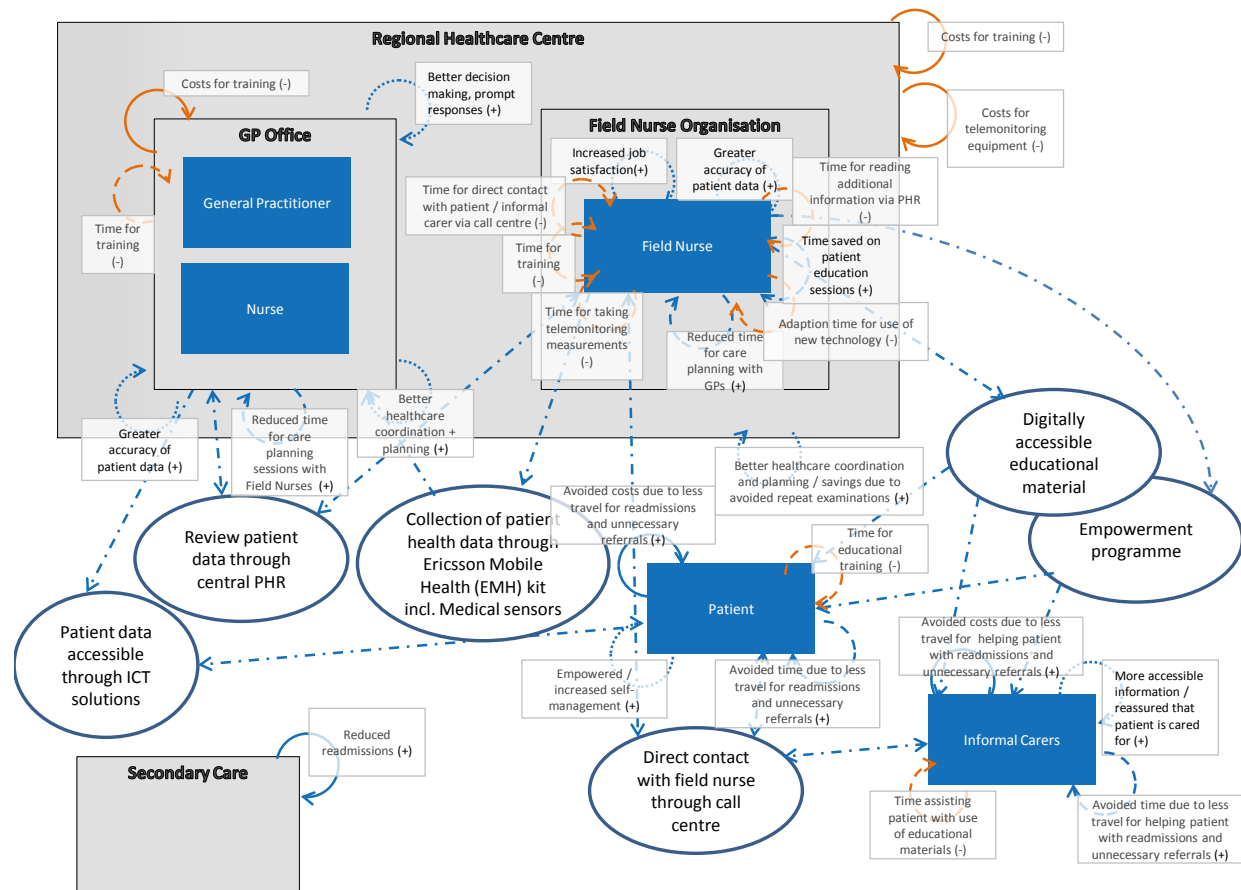 Regional Healthcare Centre
Costs for training (-)
Costs for
telemonitoring
equipment (-)
Costs for training (-)
Better decision
making, prompt
responses (+)
GP Office
General Practitioner
Nurse
Time for
training
(-)
Field Nurse Organisation
Increased job
satisfaction(+)
Greater
accuracy of
patient data (+)
Time for reading
additional
information via PHR
(-)
Time for direct contact
with patient / informal
carer via call centre (-)
Field Nurse
Time for
training
(-)
Time saved on
patient
education
sessions (+)
Time for taking
telemonitoring
measurements
(-)
Reduced time
for care
planning with
GPs (+)
Adaption time for use of
new technology (-)
Greater
accuracy of
patient data (+)
Reduced time
for care
planning
sessions with
Field Nurses (+)
Better
healthcare
coordination +
planning (+)
Better healthcare coordination
and planning / savings due to
avoided repeat examinations (+)
Digitally
accessible
educational
material
Empowerment
programme
Review patient
data through
central PHR
Collection of patient
health data through
Ericsson Mobile
Health (EMH) kit
incl. Medical sensors
Avoided costs due to less
travel for readmissions
and unnecessary
referrals (+)
Time for
educational
training (-)
Patient
Patient data
accessible
through ICT
solutions
Empowered /
increased self-
management (+)
Avoided time due to less
travel for readmissions
and unnecessary
referrals (+)
Avoided costs due to less
travel for helping patient
with readmissions and
unnecessary referrals (+)
More accessible
information /
reassured that
patient is cared
for (+)
Informal Carers
Direct contact
with field nurse
through call
centre
Time assisting
patient with use
of educational
materials (-)
Avoided time due to less
travel for helping patient
with readmissions and
unnecessary referrals (+)
Secondary Care
Reduced
readmissions (+)